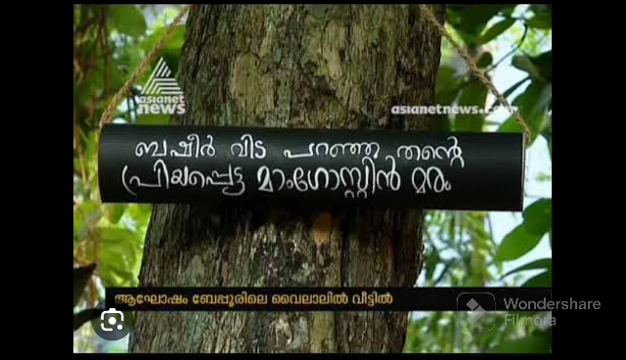 asianet
news
asianetnews.com
ബഷീർ വിട പറഞ്ഞ തന്റെ
പ്രിയപ്പെട്ട മാംഗോസ്റ്റിൻ മരം
ആഘോഷം ബേപ്പൂരിലെ വൈലാലിൽ വീട്ടിൽ
Wondershare
Filmora